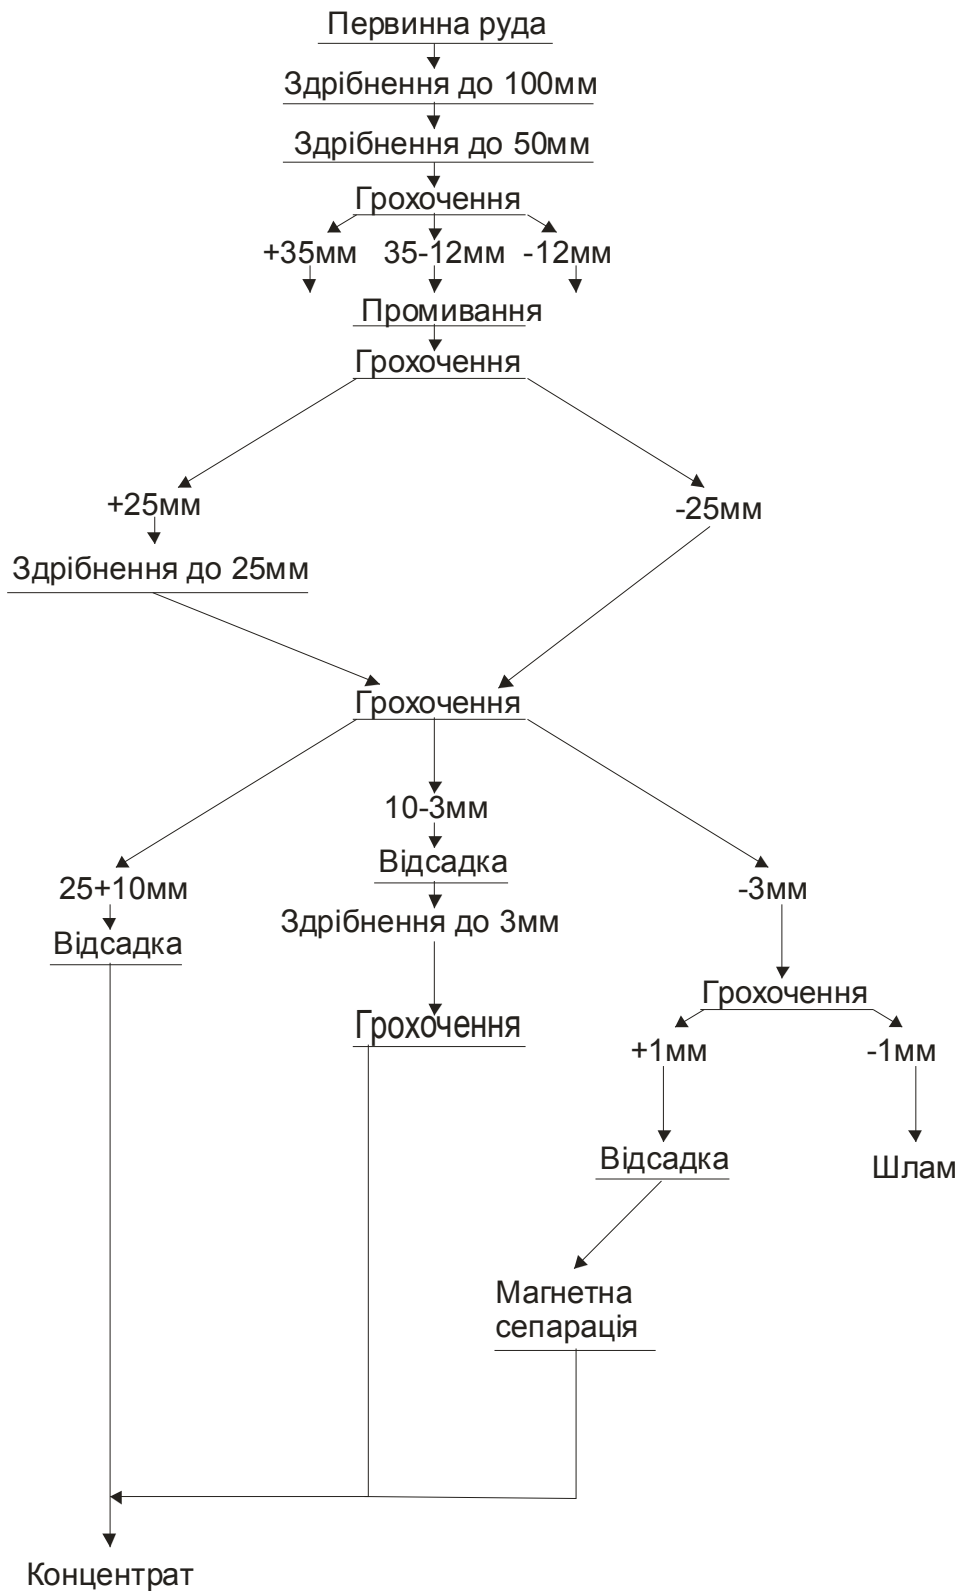 Первинна руда
Здрібнення до 100мм
Здрібнення до 50мм
Грохочення
+35мм 35-12мм -12мм
Промивання
Грохочення
+25мм
-25мм
Здрібнення до 25мм
Грохочення
10-3мм
Відсадка
25+10мм
-3мм
Здрібнення до 3мм
Відсадка
Грохочення
Грохочення
+1мм
-1мм
Відсадка
Шлам
Магнетна
сепарація
Концентрат